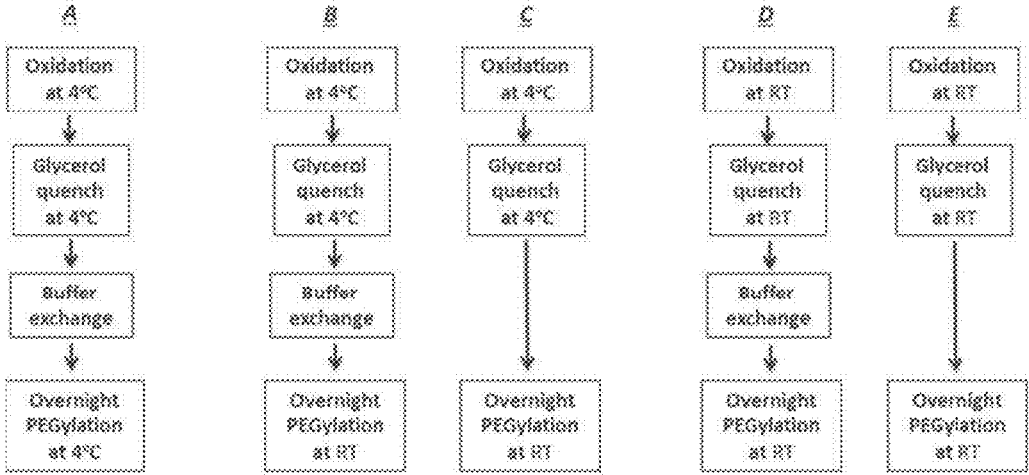 A
Oxidation
at 4°C
Glycerol
quench
at 4°C
Buffer
exchange
Overnight
PEGylation
at 4°C
B
Oxidation
at 4°C
Glycerol
quench
at 4°C
Buffer
exchange
Overnight
PEGylation
at RT
C
Oxidation
at 4°C
Glycerol
quench
at 4°C
Overnight
PEGylation
at RT
D
Oxidation
at RT
Glycerol
quench
at RT
Buffer
exchange
Overnight
PEGylation
at RT
E
Oxidation
at RT
Glycerol
quench
at RT
Overnight
PEGylation
at RT